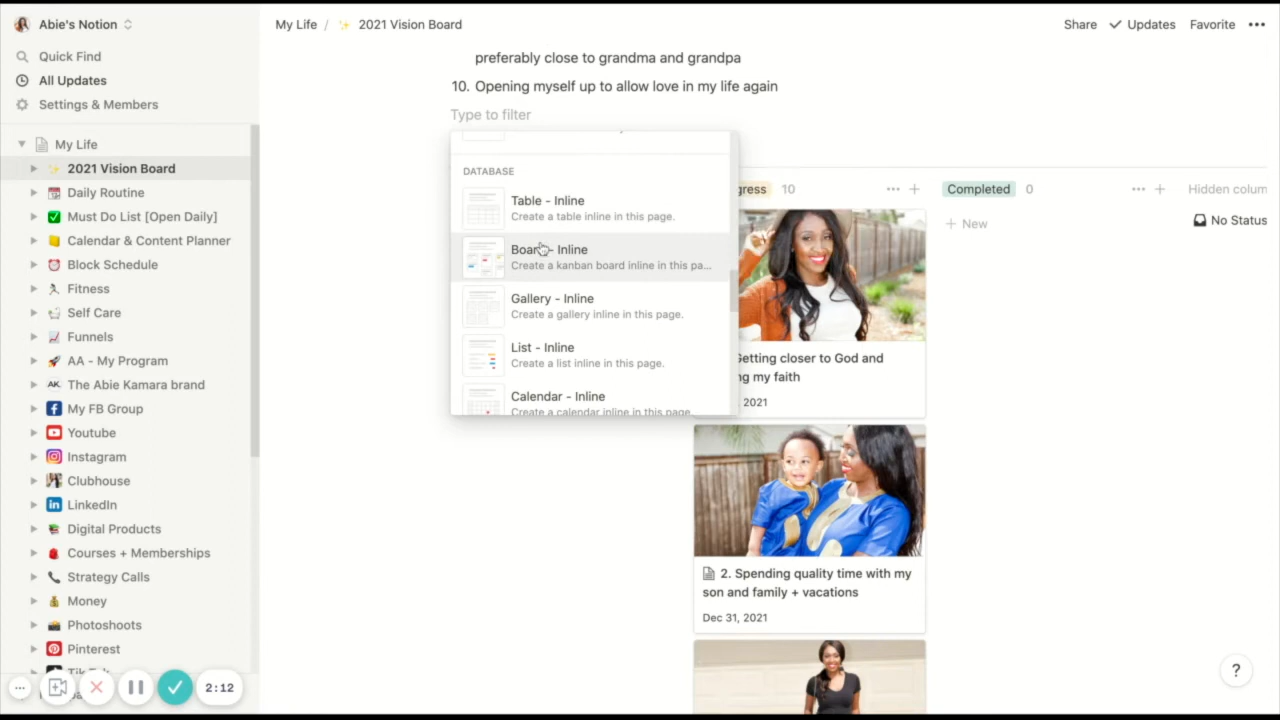 Abie's Notion
Quick Find
All Updates
Settings & Members
My Life
2021 Vision Board
Daily Routine
Must Do List [Open Daily]
Calendar & Content Planner
Block Schedule
Fitness
Self Care
Funnels
AA - My Program
AK The Abie Kamara brand
My FB Group
Youtube
Instagram
Clubhouse
LinkedIn
Digital Products
Courses + Memberships
Strategy Calls
Money
Photoshoots
Pinterest
2:12
My Life / 2021 Vision Board
Share
Updates
Favorite
preferably close to grandma and grandpa
10. Opening myself up to allow love in my life again
Type to filter
DATABASE
Table - Inline
Create a table inline in this page.
Board - Inline
Create a kanban board inline in this pa...
Gallery - Inline
Create a gallery inline in this page.
List - Inline
Create a list inline in this page.
Calendar - Inline
Create a calendar inline in this page.
10
Completed 0
Hidden colum
+ New
No Status
Getting closer to God and
my faith
2021
2. Spending quality time with my
son and family + vacations
Dec 31, 2021
?